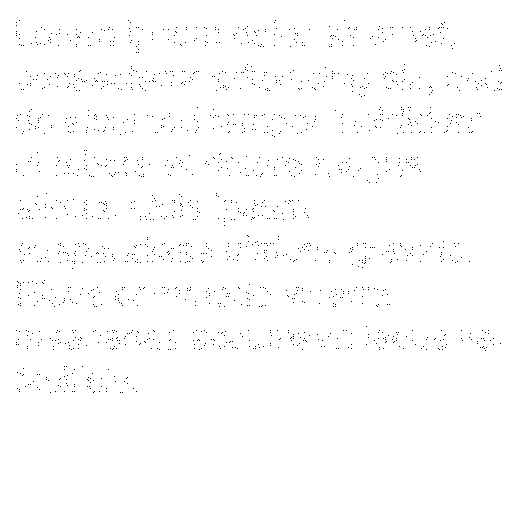 Lorem ipsum dolor sit amet,
consectetur adipiscing elit, sed
do eiusmod tempor incididunt
ut labore et dolore magna
aliqua. Quis ipsum
suspendisse ultrices gravida.
Risus commodo viverra
maecenas accumsan lacus vel
facilisis.